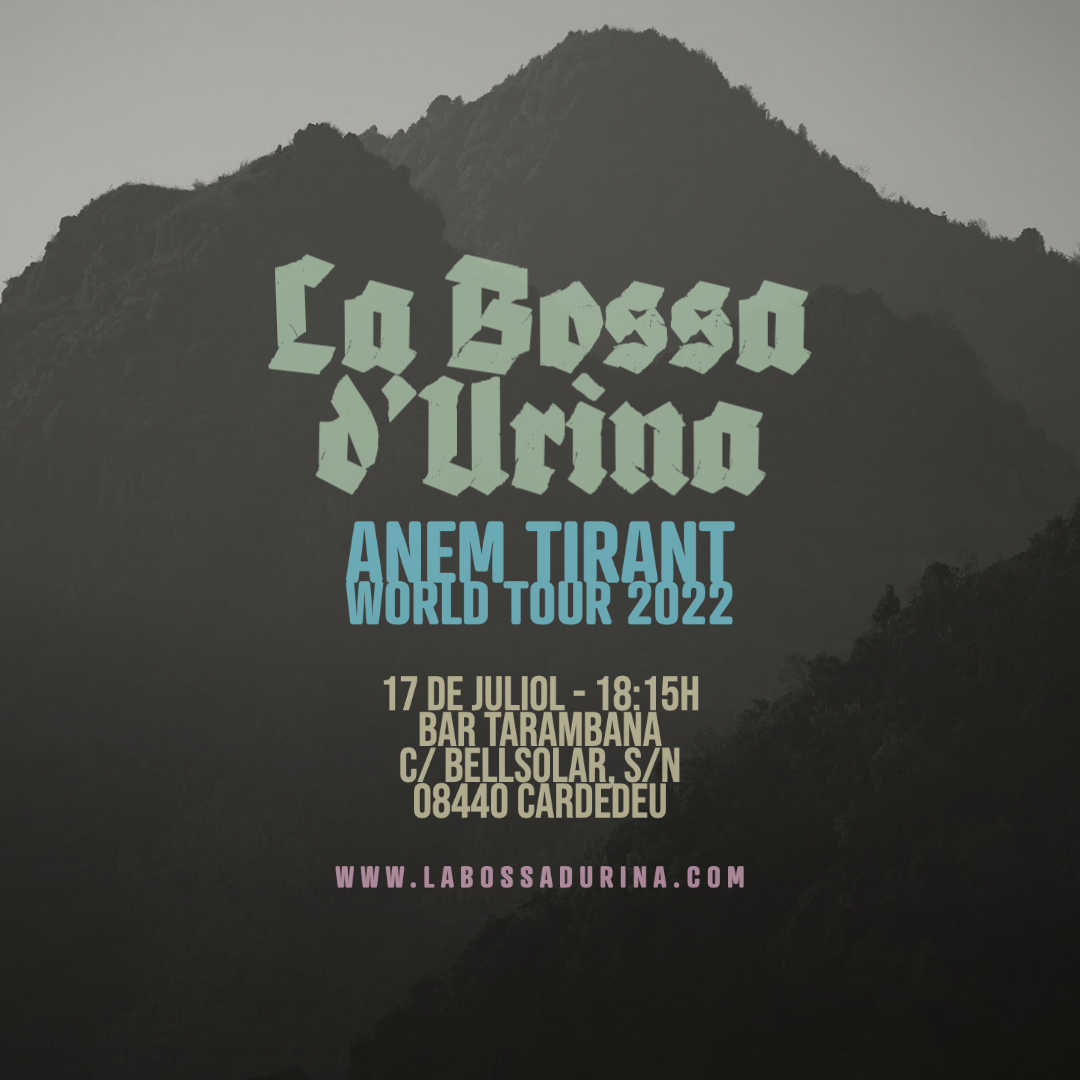 La Bossa
d'Urìna
ANEM TIRANT
WORLD TOUR 2022
17 DE JULIOL - 18:15H
BAR TARAMBANA
C/ BELLSOLAR, S/N
08440 CARDEDEU
WWW.LABOSSADURINA.COM